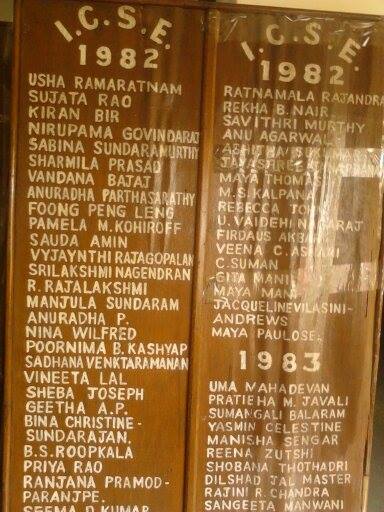 I.C.S.E.
1982
USHA RAMARATNAM
SUJATA RAO
KIRAN BIR
NIRUPAMA GOVINDARAJ
SABINA SUNDARAMURTHY
SHARMILA PRASAD
VANDANA BAJAJ
ANURADHA PARTHASARATHY
FOONG PENG LENG
PAMELA M. KOHIROFF
SAUDA AMIN
VYJAYNTHI RAJAGOPALAN
SRILAKSHMI NAGENDRAN
R. RAJALAKSHMI
MANJULA SUNDARAM
ANURADHA P.
NINA WILFRED
POORNIMA B. KASHYAP
SADHANA VENKTARAMANAN
VINEETA LAL
SHEBA JOSEPH
GEETHA A.P.
BINA CHRISTINE-
SUNDARAJAN.
B.S. ROOPKALA
PRIYA RAO
RANJANA PRAMOD-
PARANJPE.
SEEMA D. KUMAR
I.C.S.E.
1982
RATNAMALA RAJANDRA
REKHA B. NAIR
SAVITHRI MURTHY
ANU AGARWAL
MAYA THOMAS
M.S. KALPANA
REBECCA
U. VAIDEHI
FIRDAUS AKBAR
VEENA C.
C. SUMAN
GITA MANI
MAYA MANI
JACQUELINE VILASINI-
ANDREWS
MAYA PAULOSE
1983
UMA MAHADEVAN
PRATIBHA M. JAVALI
SUMANGALI BALARAM
YASMIN CELESTINE
MANISHA SENGAR
REENA ZUTSHI
SHOBANA THOTHADRI
DILSHAD JAL MASTER
RAJINI R. CHANDRA
SANGEETA MANWANI